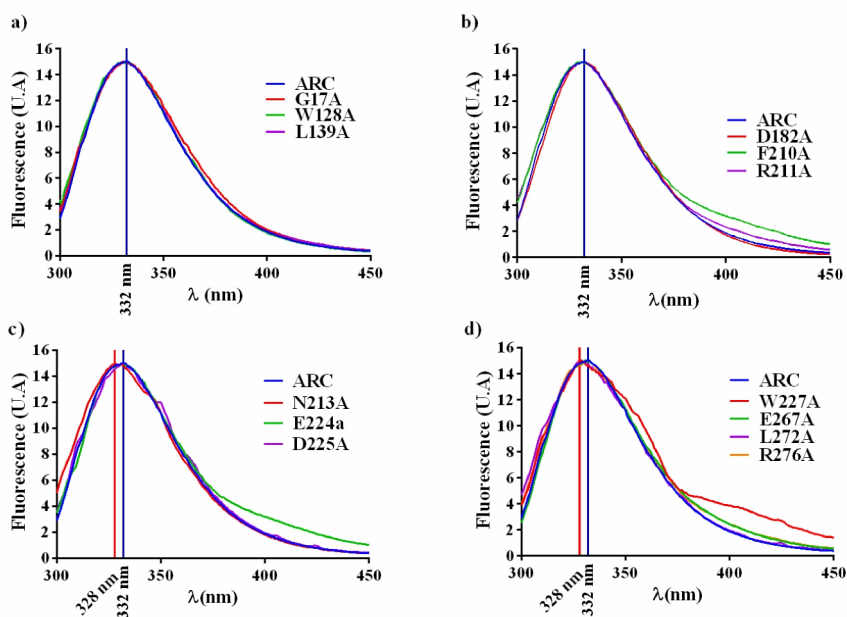 a)
Fluorescence (U.A)
16
14
12
10
8
6
4
2
0
300
350
400
450
332 nm
λ (nm)
ARC
G17A
W128A
L139A
b)
Fluorescence (U.A)
16
14
12
10
8
6
4
2
0
300
350
400
450
332 nm
λ(nm)
ARC
D182A
F210A
R211A
c)
Fluorescence (U.A)
16
14
12
10
8
6
4
2
0
300
350
400
450
328 nm
332 nm
λ(nm)
ARC
N213A
E224a
D225A
d)
Fluorescence (U.A)
16
14
12
10
8
6
4
2
0
300
350
400
450
328 nm
332 nm
λ(nm)
ARC
W227A
E267A
L272A
R276A